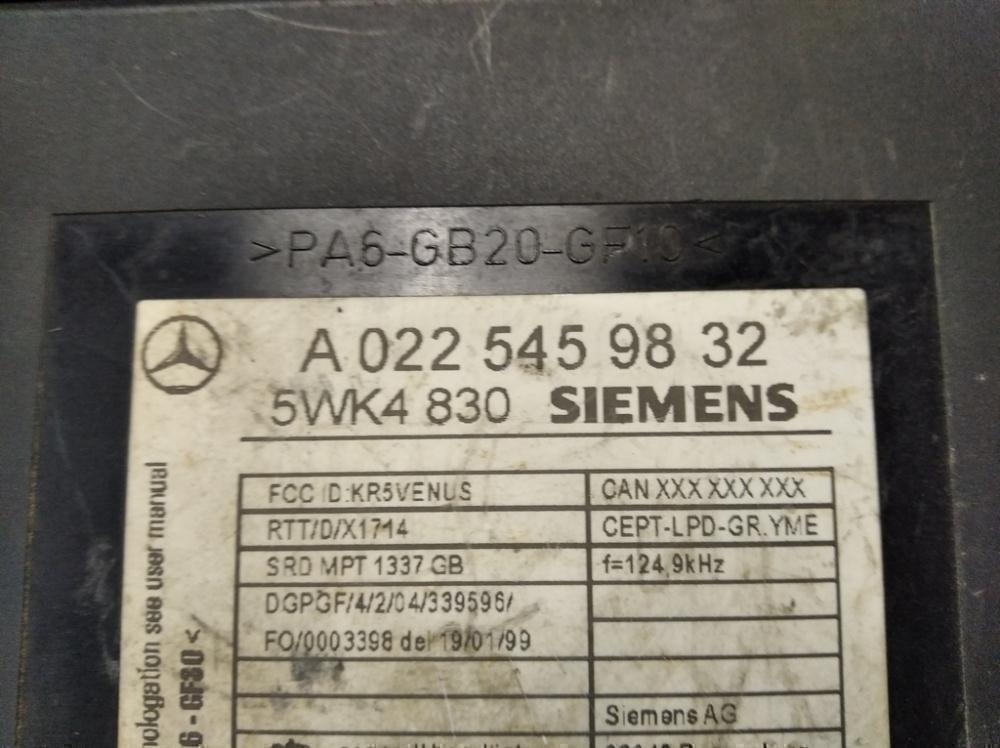 >PA6-GB20-GF10<
A 022 545 98 32
5WK4 830 SIEMENS
FCC ID:KR5VENUS CAN XXX XXX XXX
RTT/D/X1714 CEPT-LPD-GR.YME
SRD MPT 1337 GB f=124,9kHz
DGPGF/4/2/04/339596/
FO/0003398 del 19/01/99
Siemens AG
see user manual
GF30 <